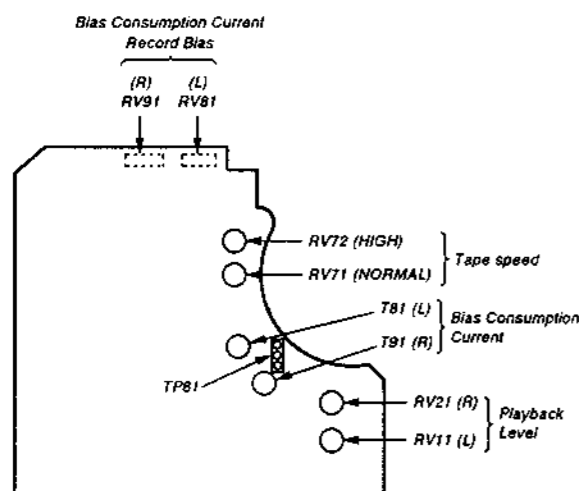 Bias Consumption Current
Record Bias
(R) (L)
RV91 RV81
RV72 (HIGH)
RV71 (NORMAL)
Tape speed
T81 (L)
T91 (R)
Bias Consumption
Current
TP81
RV21 (R)
RV11 (L)
Playback
Level